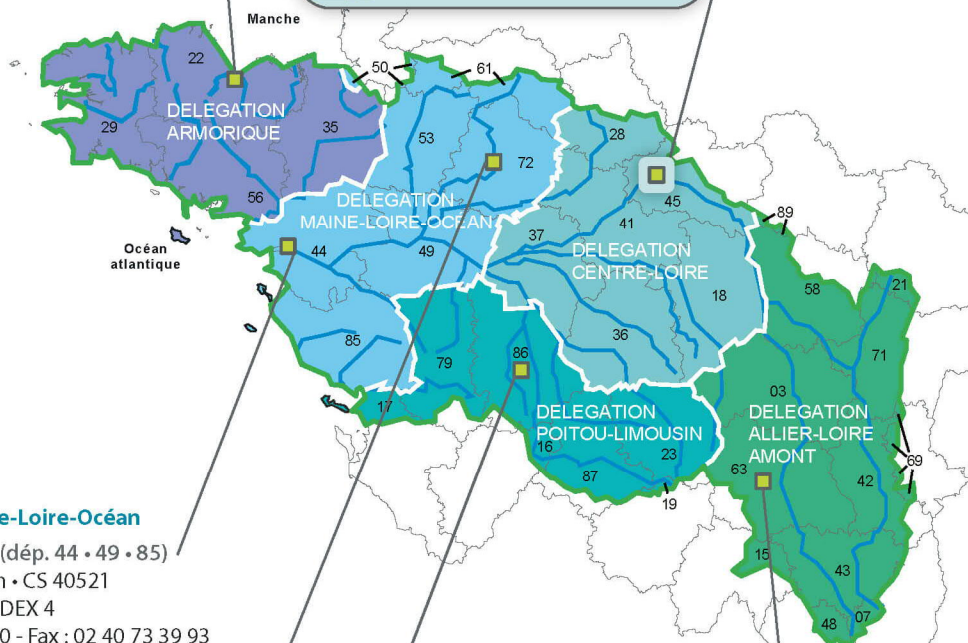 Manche
50
61
22
DELEGATION
ARMORIQUE
29
35
56
53
72
28
45
89
DELEGATION
MAINE-LOIRE-OCÉAN
Océan
atlantique
44
49
37
41
DELEGATION
CENTRE-LOIRE
18
36
58
21
71
85
79
86
17
03
DELEGATION
POITOU-LIMOUSIN
16
23
87
19
DELEGATION
ALLIER-LOIRE
AMONT
63
69
42
15
43
48
07
e-Loire-Océan
(dép. 44 • 49 • 85)
n • CS 40521
DEX 4
0 - Fax : 02 40 73 39 93